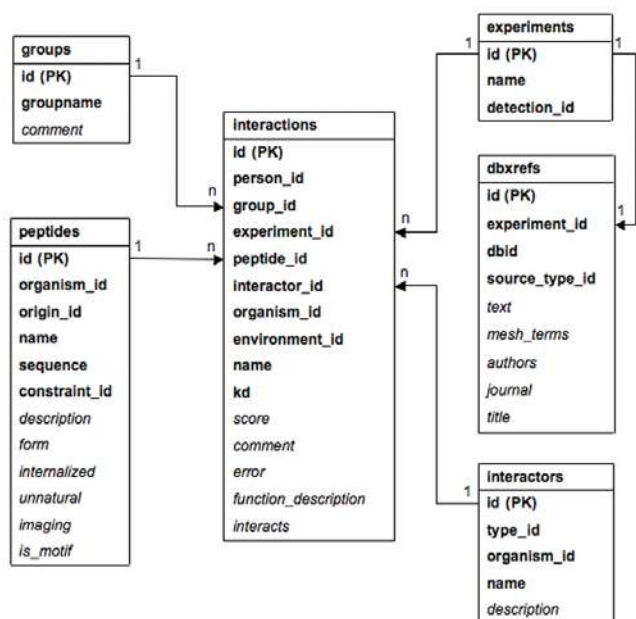 groups
id (PK)
groupname
comment
1
n
peptides
id (PK)
organism_id
origin_id
name
sequence
constraint_id
description
form
internalized
unnatural
imaging
is_motif
1
n
interactions
id (PK)
person_id
group_id
experiment_id
peptide_id
interactor_id
organism_id
environment_id
name
kd
score
comment
error
function_description
interacts
n
n
1
experiments
id (PK)
name
detection_id
1
1
dbxrefs
id (PK)
experiment_id
dbid
source_type_id
text
mesh_terms
authors
journal
title
1
interactors
id (PK)
type_id
organism_id
name
description